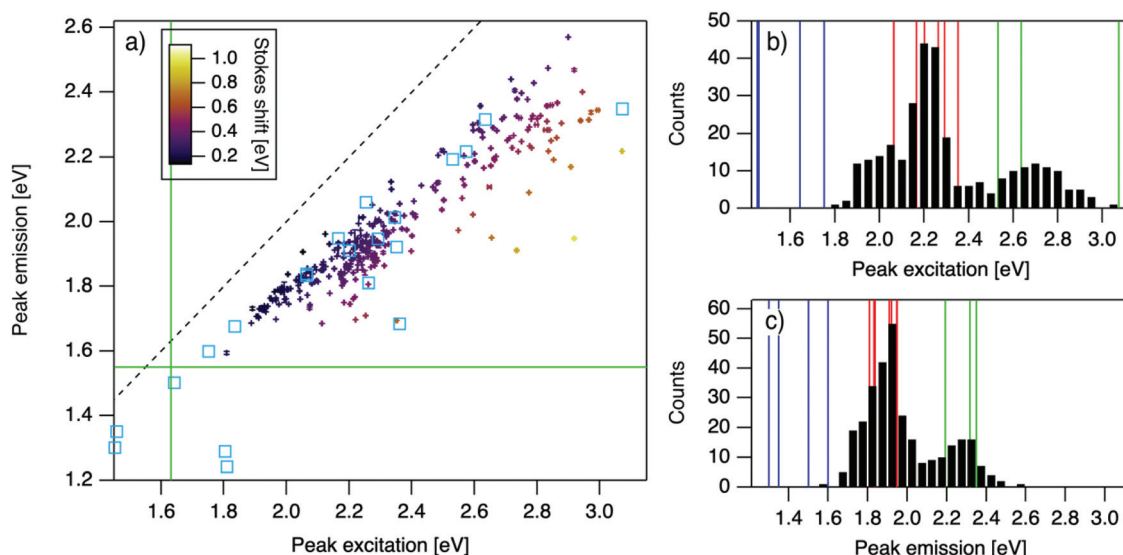 a)
Stokes shift [eV]
1.0
0.8
0.6
0.4
0.2
2.6
2.4
2.2
2.0
1.8
1.6
1.4
1.2
Peak emission [eV]
1.6 1.8 2.0 2.2 2.4 2.6 2.8 3.0
Peak excitation [eV]
b)
50
40
30
20
10
0
Counts
1.6 1.8 2.0 2.2 2.4 2.6 2.8 3.0
Peak excitation [eV]
c)
60
50
40
30
20
10
0
Counts
1.4 1.6 1.8 2.0 2.2 2.4 2.6 2.8 3.0
Peak emission [eV]